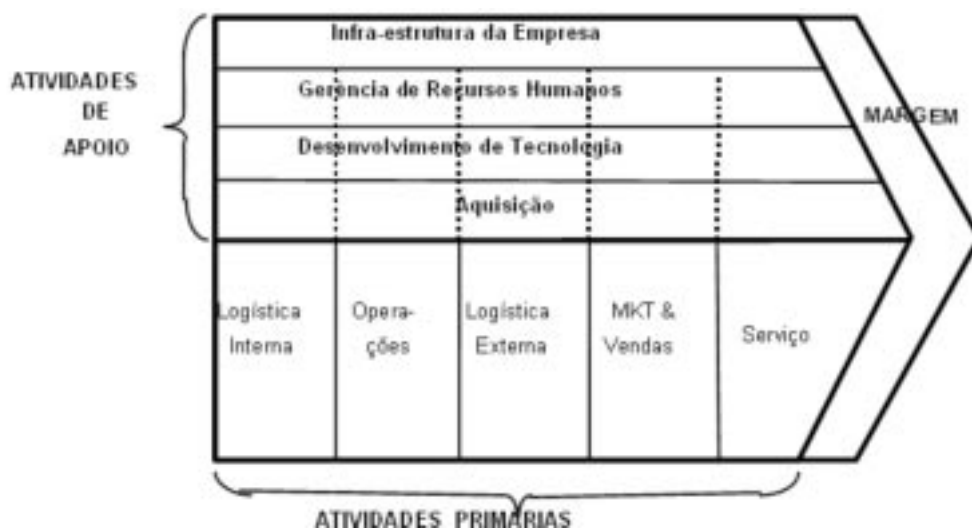 Infra-estrutura da Empresa
ATIVIDADES
DE
APOIO
Gerência de Recursos Humanos
MARGEM
Desenvolvimento de Tecnologia
Aquisição
Logística
Interna
Opera-
ções
Logística
Externa
MKT &
Vendas
Serviço
ATIVIDADES PRIMÁRIAS